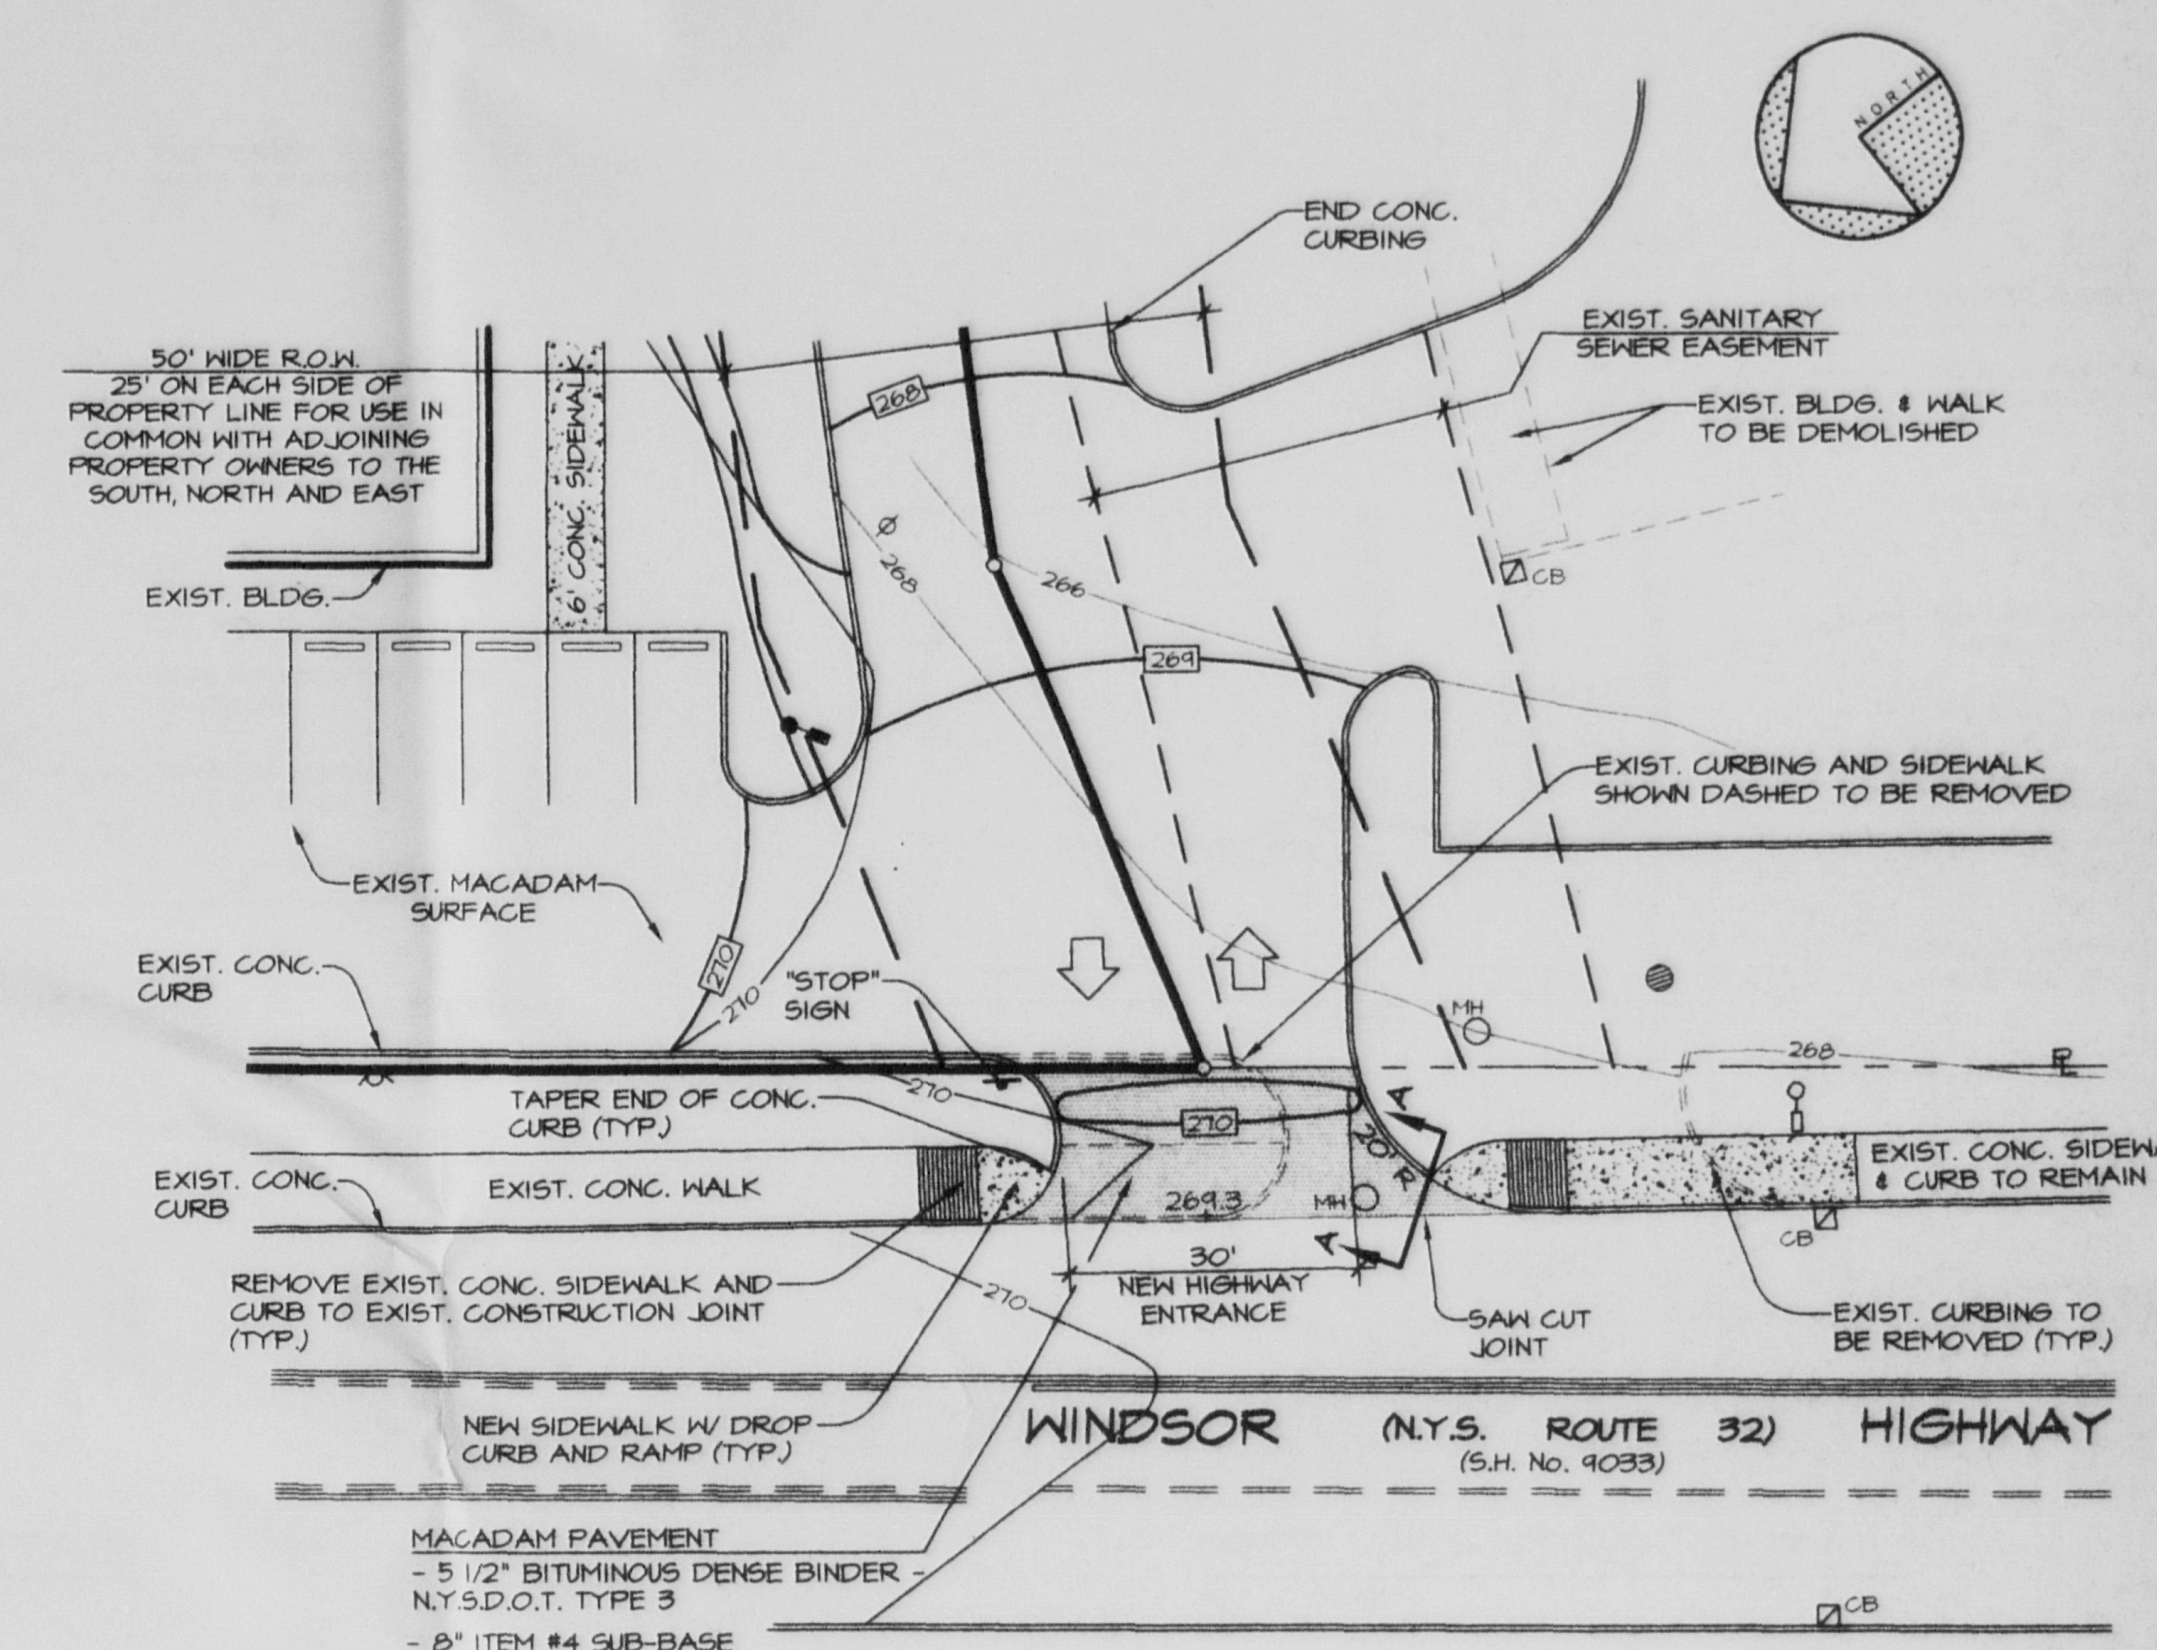 NORTH
END CONC.
CURBING
EXIST. SANITARY
SEWER EASEMENT
EXIST. BLDG. & WALK
TO BE DEMOLISHED
50' WIDE R.O.W.
25' ON EACH SIDE OF
PROPERTY LINE FOR USE IN
COMMON WITH ADJOINING
PROPERTY OWNERS TO THE
SOUTH, NORTH AND EAST
6' CONC. SIDEWALK
268
268
266
CB
EXIST. BLDG.
269
EXIST. CURBING AND SIDEWALK
SHOWN DASHED TO BE REMOVED
EXIST. MACADAM
SURFACE
EXIST. CONC.
CURB
270
270
"STOP"
SIGN
MH
268
PL
TAPER END OF CONC.
CURB (TYP.)
270
270
A
20' R
EXIST. CONC.
CURB
EXIST. CONC. WALK
269.3
MH
EXIST. CONC. SIDEW
& CURB TO REMAIN
CB
A
30'
NEW HIGHWAY
ENTRANCE
REMOVE EXIST. CONC. SIDEWALK AND
CURB TO EXIST. CONSTRUCTION JOINT
(TYP.)
270
SAW CUT
JOINT
EXIST. CURBING TO
BE REMOVED (TYP.)
NEW SIDEWALK W/ DROP
CURB AND RAMP (TYP.)
WINDSOR (N.Y.S. ROUTE 32) HIGHWAY
(S.H. No. 9033)
MACADAM PAVEMENT
- 5 1/2" BITUMINOUS DENSE BINDER -
N.Y.S.D.O.T. TYPE 3
- 8" ITEM #4 SUB-BASE
CB